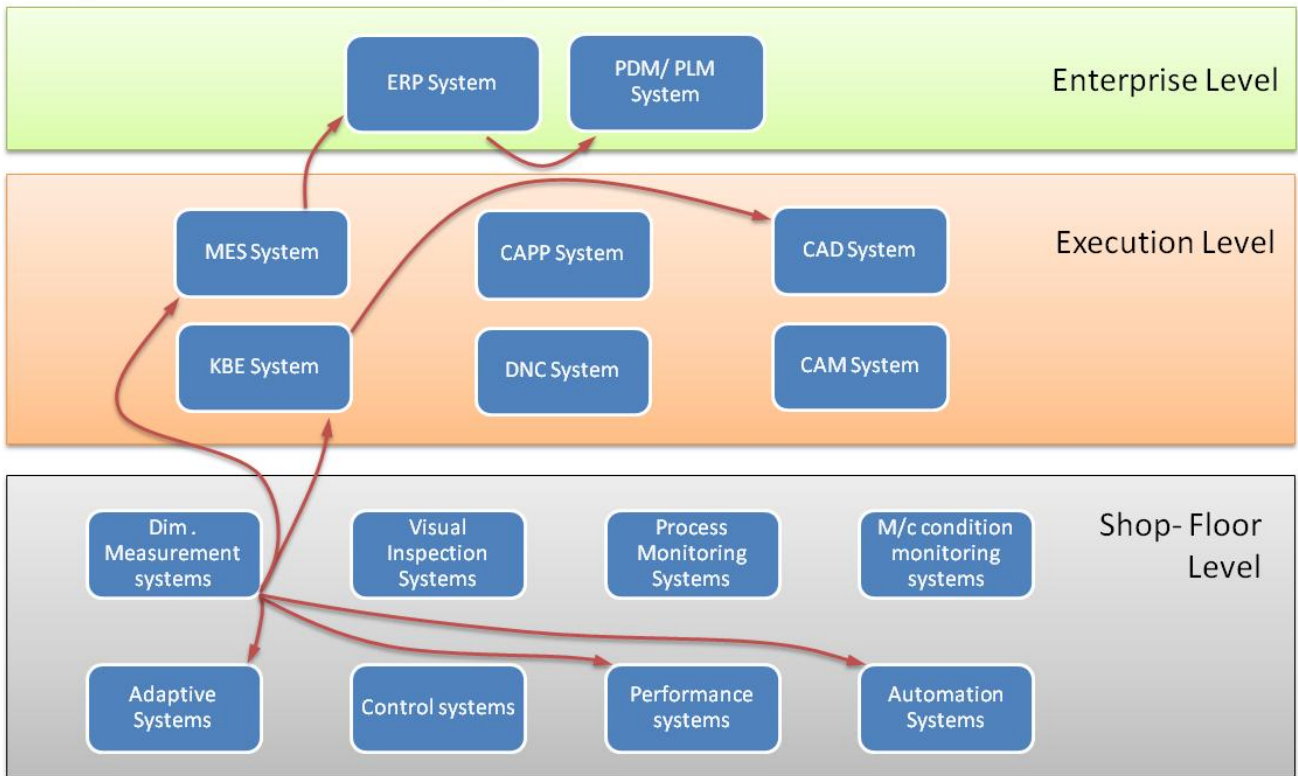 ERP System
PDM/ PLM
System
Enterprise Level
MES System
CAPP System
CAD System
Execution Level
KBE System
DNC System
CAM System
Dim .
Measurement
systems
Visual
Inspection
Systems
Process
Monitoring
Systems
M/c condition
monitoring
systems
Shop- Floor
Level
Adaptive
Systems
Control systems
Performance
systems
Automation
Systems